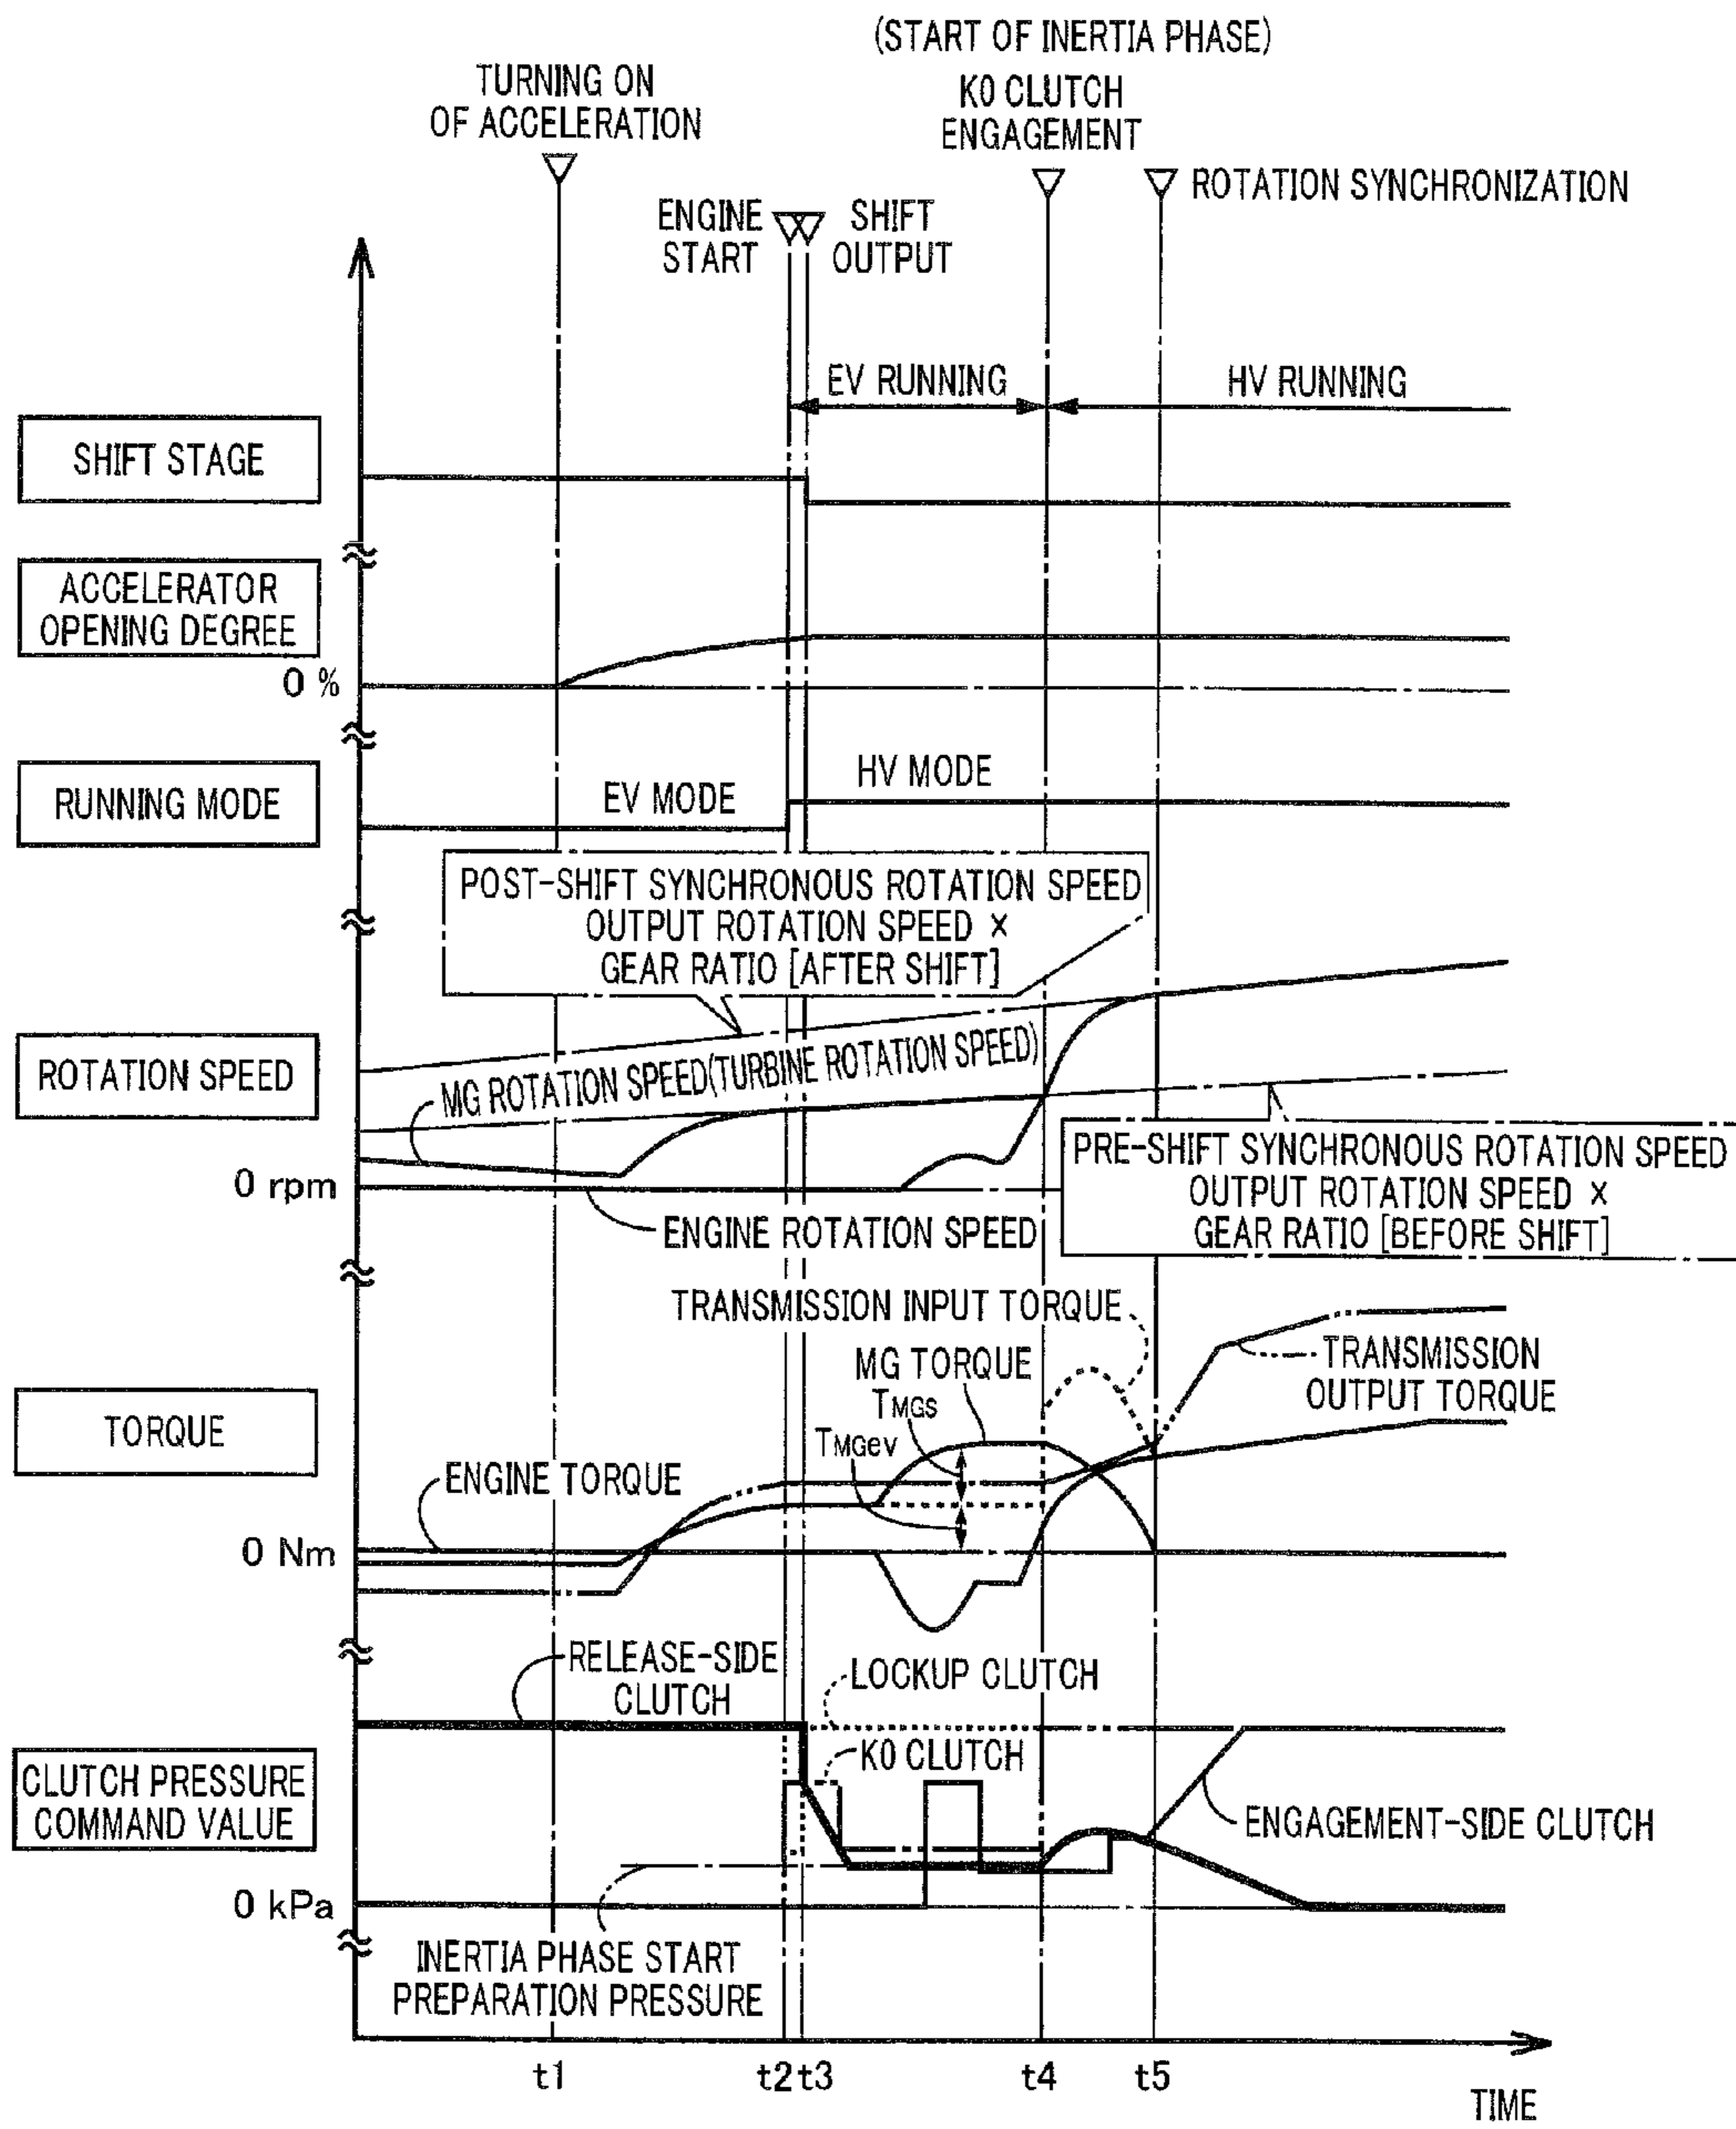 (START OF INERTIA PHASE)
K0 CLUTCH
ENGAGEMENT
TURNING ON
OF ACCELERATION
ROTATION SYNCHRONIZATION
ENGINE
START
SHIFT
OUTPUT
EV RUNNING
HV RUNNING
SHIFT STAGE
ACCELERATOR
OPENING DEGREE
0 %
RUNNING MODE
EV MODE
HV MODE
POST-SHIFT SYNCHRONOUS ROTATION SPEED
OUTPUT ROTATION SPEED ×
GEAR RATIO [AFTER SHIFT]
ROTATION SPEED
MG ROTATION SPEED(TURBINE ROTATION SPEED)
0 rpm
ENGINE ROTATION SPEED
PRE-SHIFT SYNCHRONOUS ROTATION SPEED
OUTPUT ROTATION SPEED ×
GEAR RATIO [BEFORE SHIFT]
TRANSMISSION INPUT TORQUE
MG TORQUE
TMGs
TMGev
TRANSMISSION
OUTPUT TORQUE
TORQUE
ENGINE TORQUE
0 Nm
RELEASE-SIDE
CLUTCH
LOCKUP CLUTCH
K0 CLUTCH
CLUTCH PRESSURE
COMMAND VALUE
ENGAGEMENT-SIDE CLUTCH
0 kPa
INERTIA PHASE START
PREPARATION PRESSURE
t1
t2
t3
t4
t5
TIME